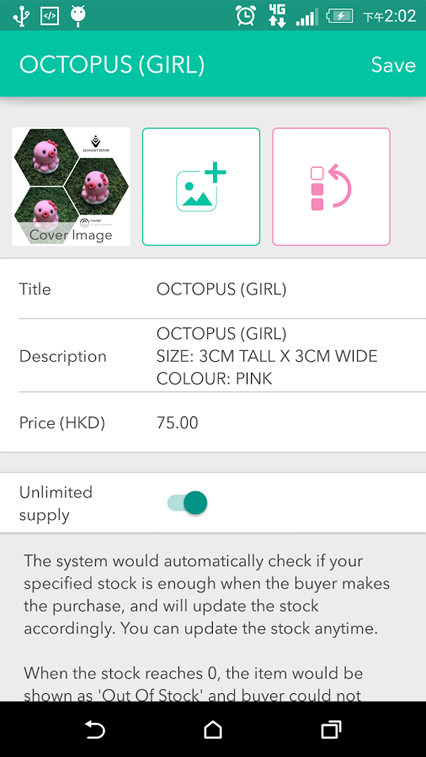 4G
下午2:02
OCTOPUS (GIRL)
Save
Cover Image
Title
OCTOPUS (GIRL)
Description
OCTOPUS (GIRL)
SIZE: 3CM TALL X 3CM WIDE
COLOUR: PINK
Price (HKD)
75.00
Unlimited
supply
The system would automatically check if your
specified stock is enough when the buyer makes
the purchase, and will update the stock
accordingly. You can update the stock anytime.
When the stock reaches 0, the item would be
shown as 'Out Of Stock' and buyer could not